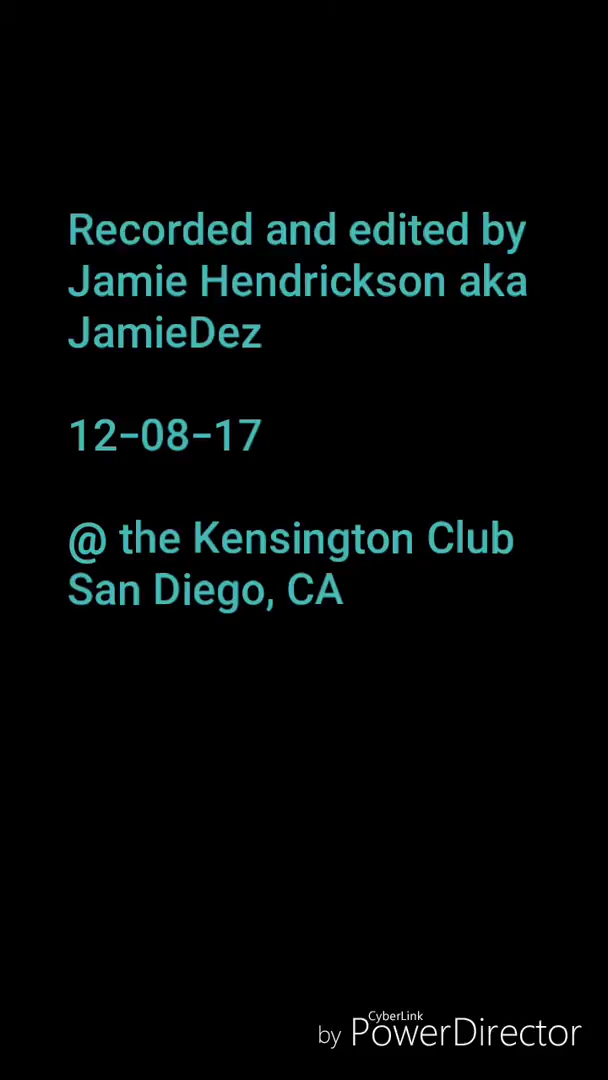 Recorded and edited by
Jamie Hendrickson aka
JamieDez
12-08-17
@ the Kensington Club
San Diego, CA
CyberLink
by PowerDirector